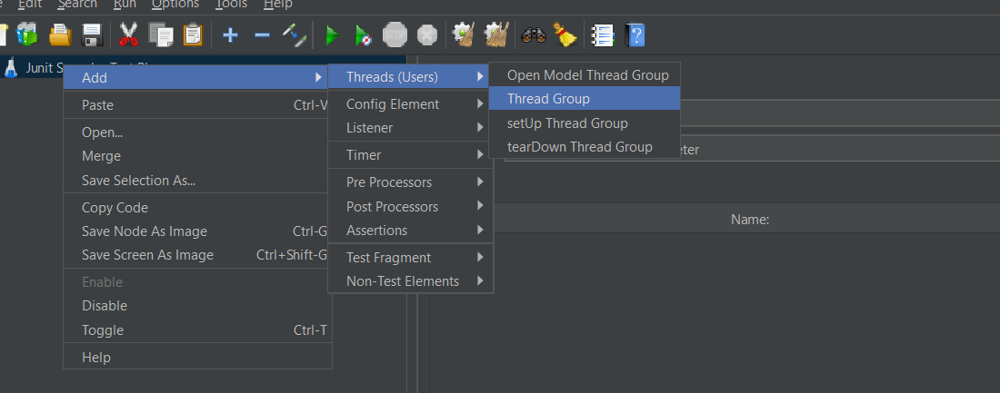 Edit Search Run Options Tools Help
Junit
Add
Paste Ctrl-V
Open...
Merge
Save Selection As...
Copy Code
Save Node As Image Ctrl-G
Save Screen As Image Ctrl+Shift-G
Enable
Disable
Toggle Ctrl-T
Help
Threads (Users)
Config Element
Listener
Timer
Pre Processors
Post Processors
Assertions
Test Fragment
Non-Test Elements
Open Model Thread Group
Thread Group
setUp Thread Group
tearDown Thread Group
STOP
eter
Name: